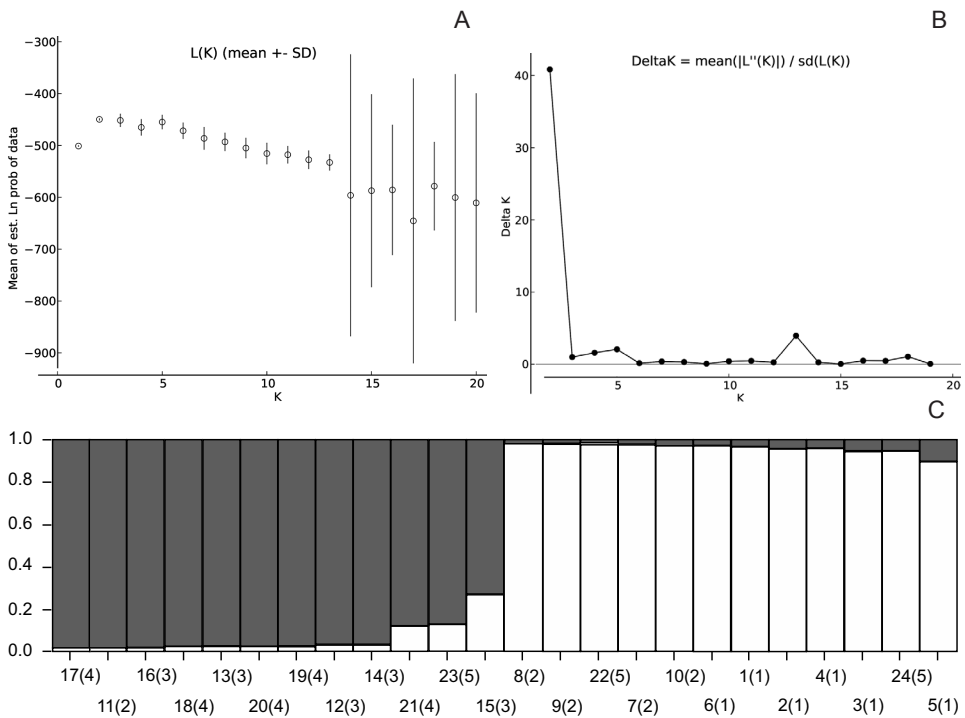 A
L(K) (mean +- SD)
Mean of est. Ln prob of data
−300
−400
−500
−600
−700
−800
−900
0 5 10 15 20
K
B
DeltaK = mean(|L''(K)|) / sd(L(K))
Delta K
40
30
20
10
0
5 10 15 20
K
C
1.0
0.8
0.6
0.4
0.2
0.0
17(4) 16(3) 13(3) 19(4) 14(3) 23(5) 8(2) 22(5) 10(2) 1(1) 4(1) 24(5)
11(2) 18(4) 20(4) 12(3) 21(4) 15(3) 9(2) 7(2) 6(1) 2(1) 3(1) 5(1)